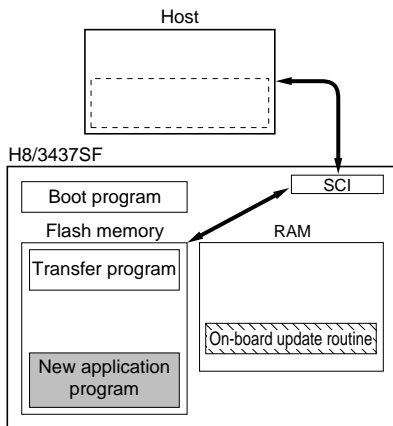 Host
H8/3437SF
SCI
Boot program
Flash memory
RAM
Transfer program
On-board update routine
New application
program